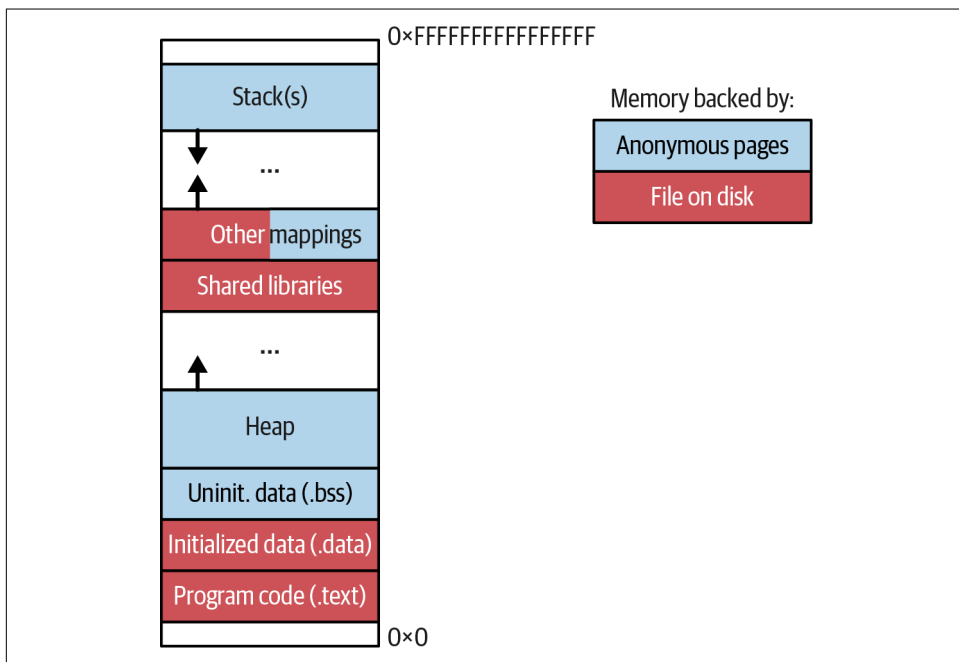 0×FFFFFFFFFFFFFFFF
Stack(s)
...
Other mappings
Shared libraries
...
Heap
Uninit. data (.bss)
Initialized data (.data)
Program code (.text)
0×0
Memory backed by:
Anonymous pages
File on disk